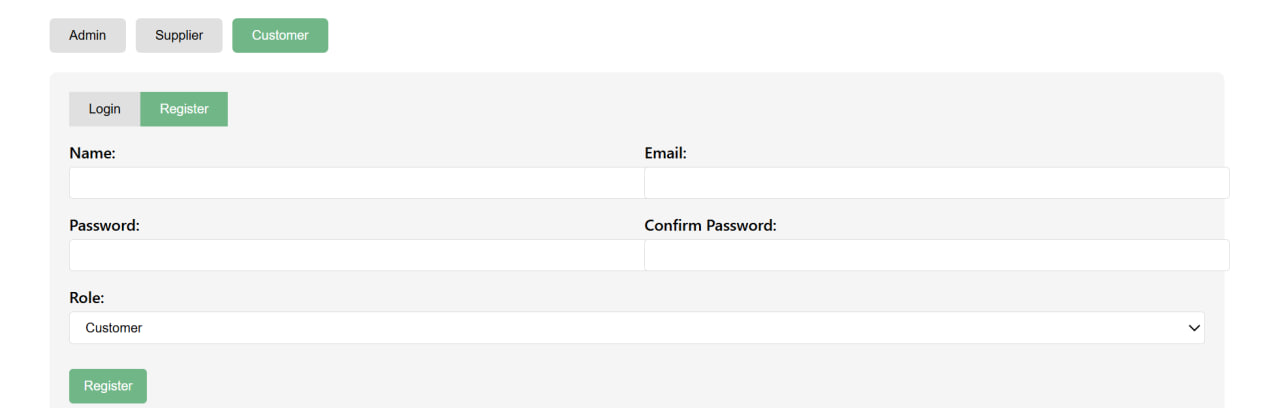 Admin Supplier Customer
Login Register
Name: Email:
Password: Confirm Password:
Role:
Customer
Register